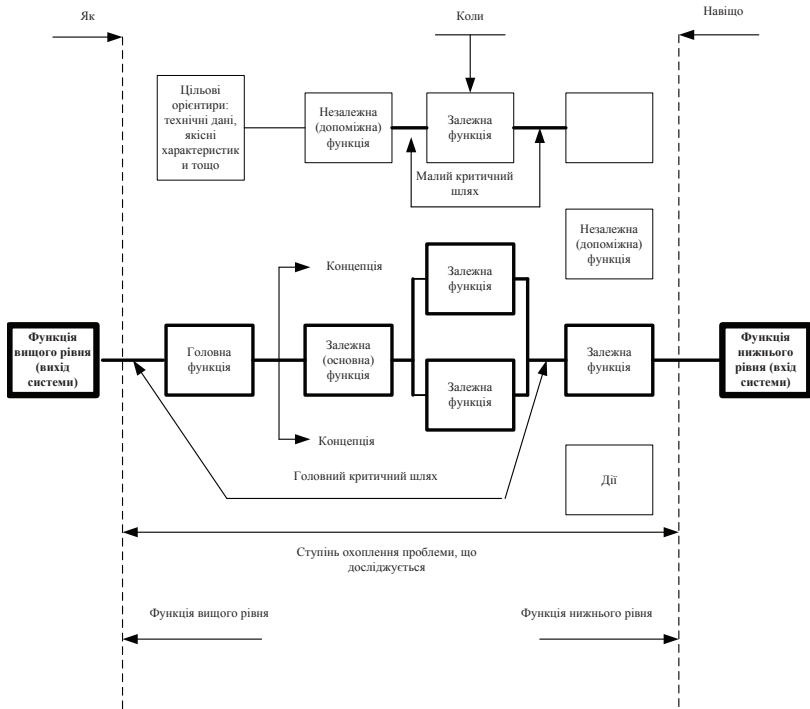 Як
Коли
Навіщо
Цільові
орієнтири:
технічні дані,
якісні
характеристик
и тощо
Незалежна
(допоміжна)
функція
Залежна
функція
Малий критичний
шлях
Незалежна
(допоміжна)
функція
Концепція
Залежна
функція
Функція
вищого рівня
(вихід
системи)
Головна
функція
Залежна
(основна)
функція
Залежна
функція
Залежна
функція
Функція
нижнього
рівня (вхід
системи)
Концепція
Головний критичний шлях
Дії
Ступінь охоплення проблеми, що
досліджується
Функція вищого рівня
Функція нижнього рівня